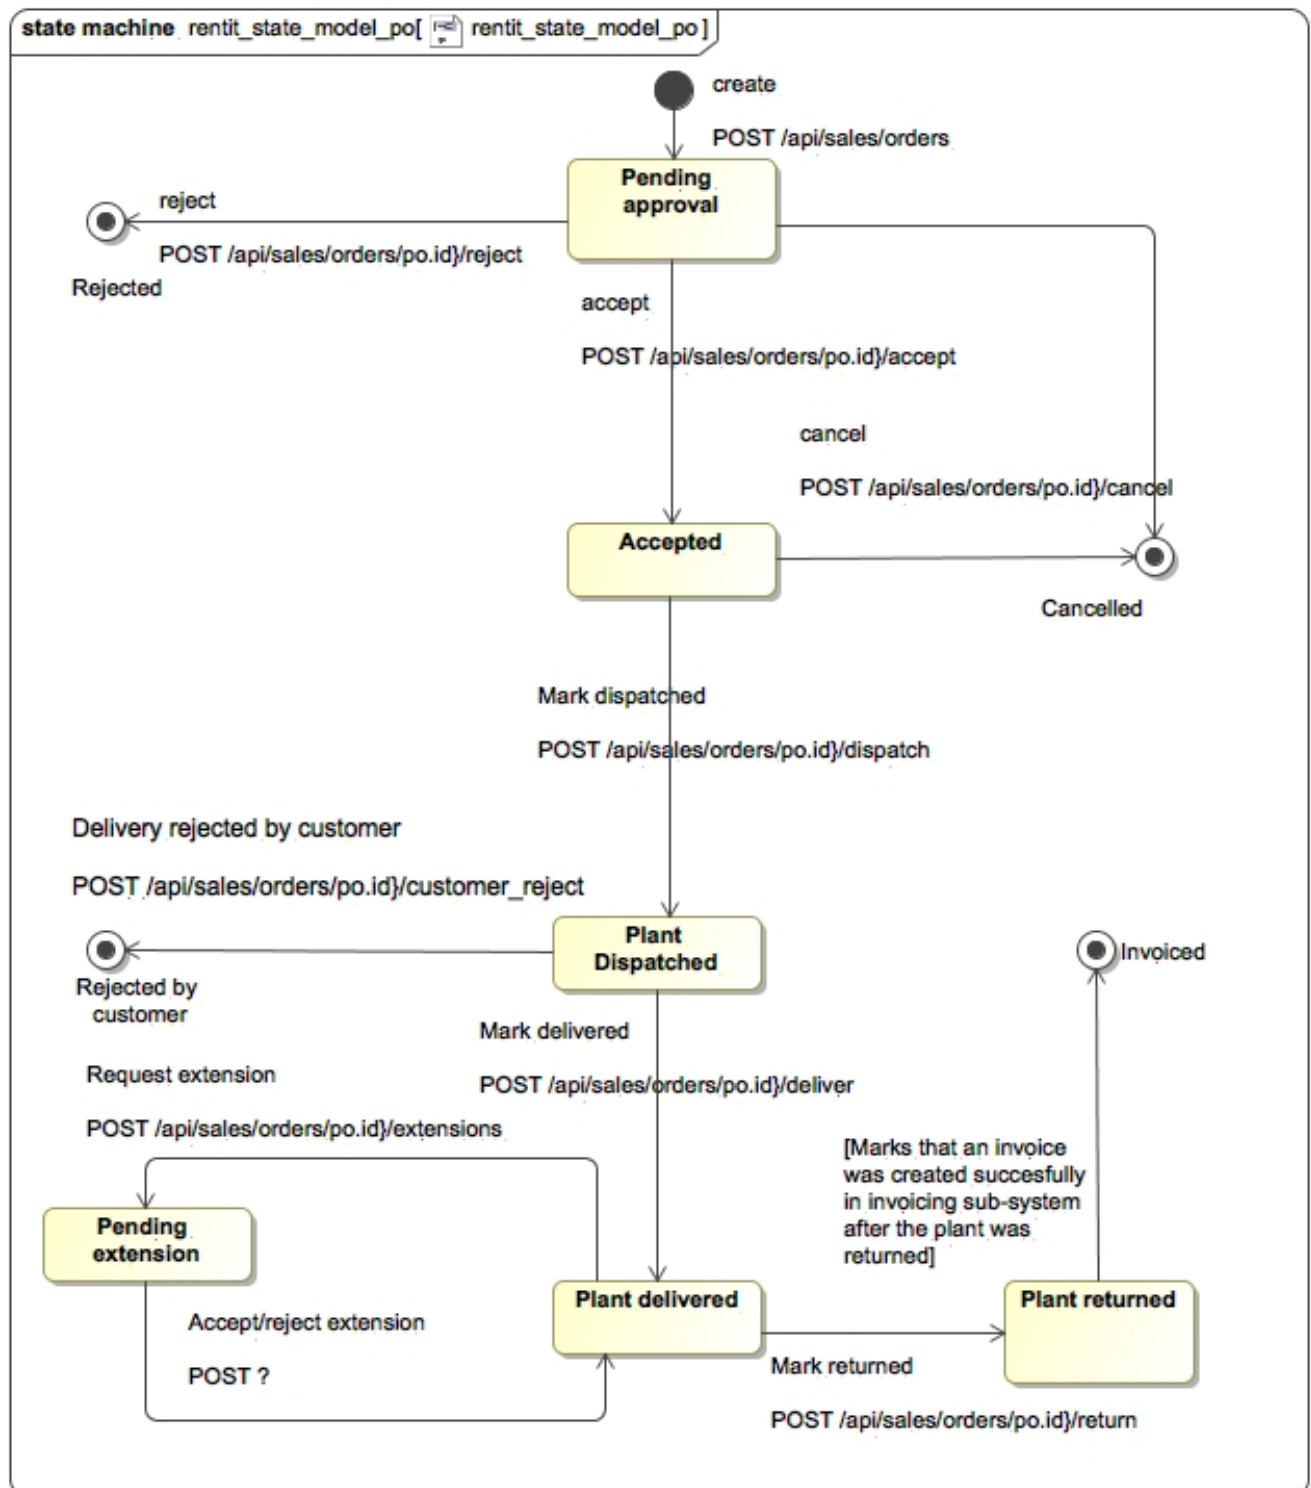 state machine rentit_state_model_po[ rentit_state_model_po ]
create
POST /api/sales/orders
Pending
approval
reject
POST /api/sales/orders/po.id}/reject
Rejected
accept
POST /api/sales/orders/po.id}/accept
cancel
POST /api/sales/orders/po.id}/cancel
Accepted
Cancelled
Mark dispatched
POST /api/sales/orders/po.id}/dispatch
Delivery rejected by customer
POST /api/sales/orders/po.id}/customer_reject
Plant
Dispatched
Rejected by
customer
Invoiced
Mark delivered
POST /api/sales/orders/po.id}/deliver
Request extension
POST /api/sales/orders/po.id}/extensions
[Marks that an invoice
was created succesfully
in invoicing sub-system
after the plant was
returned]
Pending
extension
Plant delivered
Plant returned
Accept/reject extension
POST ?
Mark returned
POST /api/sales/orders/po.id}/return